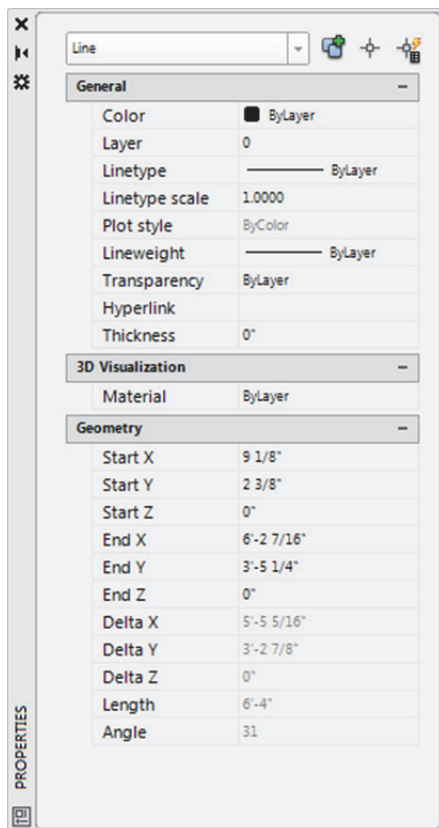 Line
General
Color ByLayer
Layer 0
Linetype ByLayer
Linetype scale 1.0000
Plot style ByColor
Lineweight ByLayer
Transparency ByLayer
Hyperlink
Thickness 0"
3D Visualization
Material ByLayer
Geometry
Start X 9 1/8"
Start Y 2 3/8"
Start Z 0"
End X 6'-2 7/16"
End Y 3'-5 1/4"
End Z 0"
Delta X 5'-5 5/16"
Delta Y 3'-2 7/8"
Delta Z 0"
Length 6'-4"
Angle 31
PROPERTIES